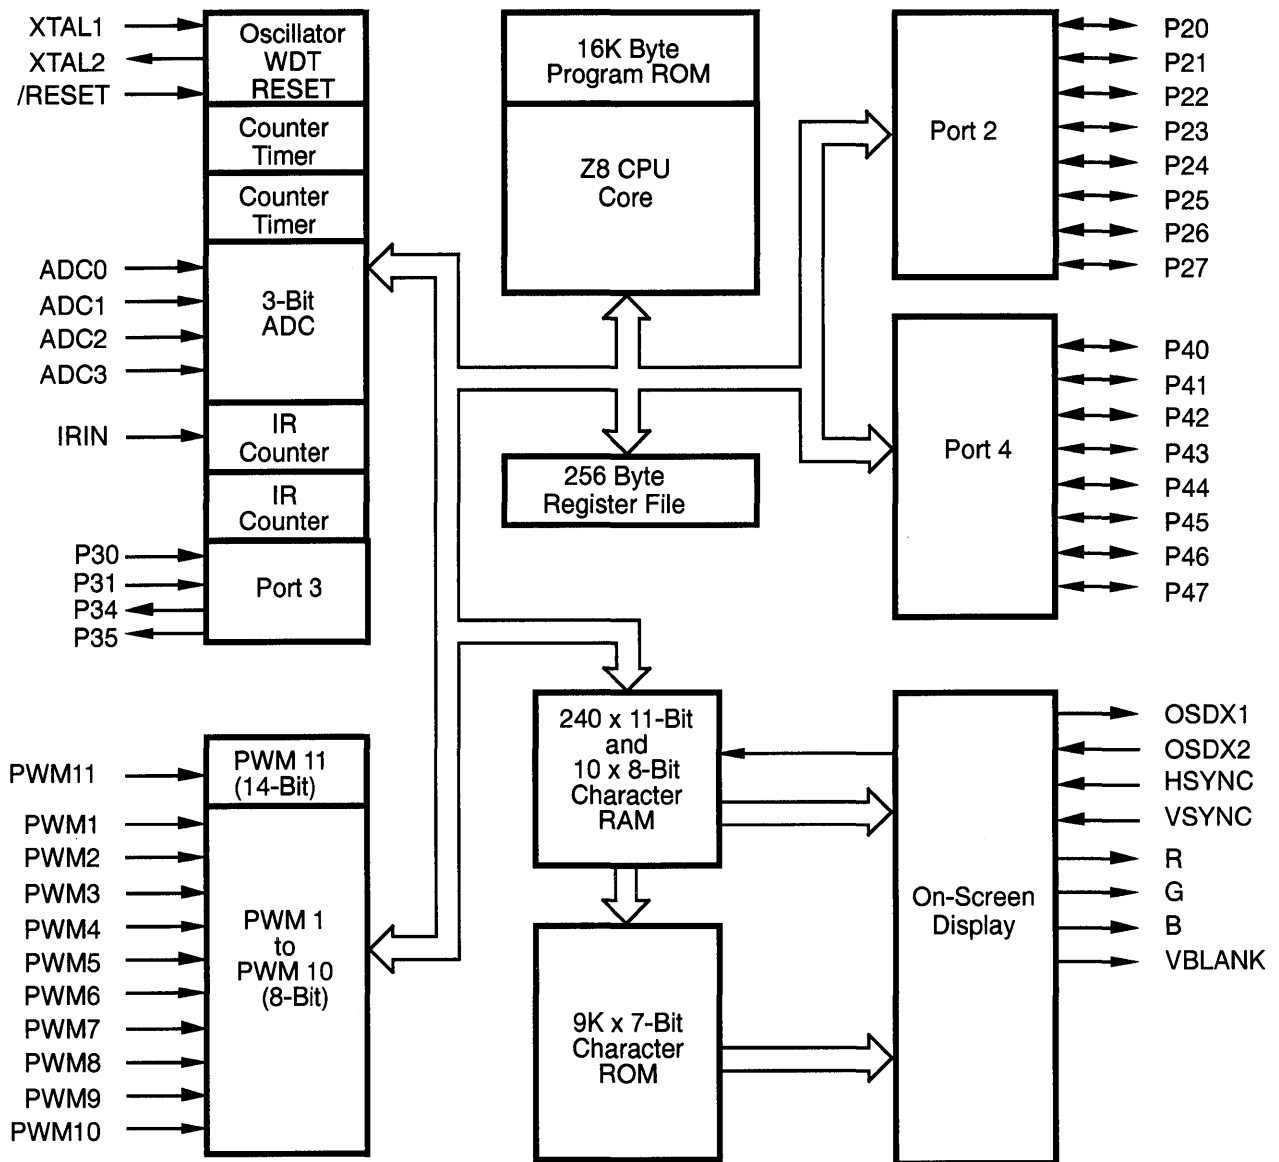 XTAL1
XTAL2
/RESET
Oscillator
WDT
RESET
Counter
Timer
Counter
Timer
ADC0
ADC1
ADC2
ADC3
3-Bit
ADC
IRIN
IR
Counter
IR
Counter
P30
P31
P34
P35
Port 3
16K Byte
Program ROM
Z8 CPU
Core
256 Byte
Register File
Port 2
P20
P21
P22
P23
P24
P25
P26
P27
Port 4
P40
P41
P42
P43
P44
P45
P46
P47
PWM11
PWM 11
(14-Bit)
PWM1
PWM2
PWM3
PWM4
PWM5
PWM6
PWM7
PWM8
PWM9
PWM10
PWM 1
to
PWM 10
(8-Bit)
240 x 11-Bit
and
10 x 8-Bit
Character
RAM
9K x 7-Bit
Character
ROM
On-Screen
Display
OSDX1
OSDX2
HSYNC
VSYNC
R
G
B
VBLANK